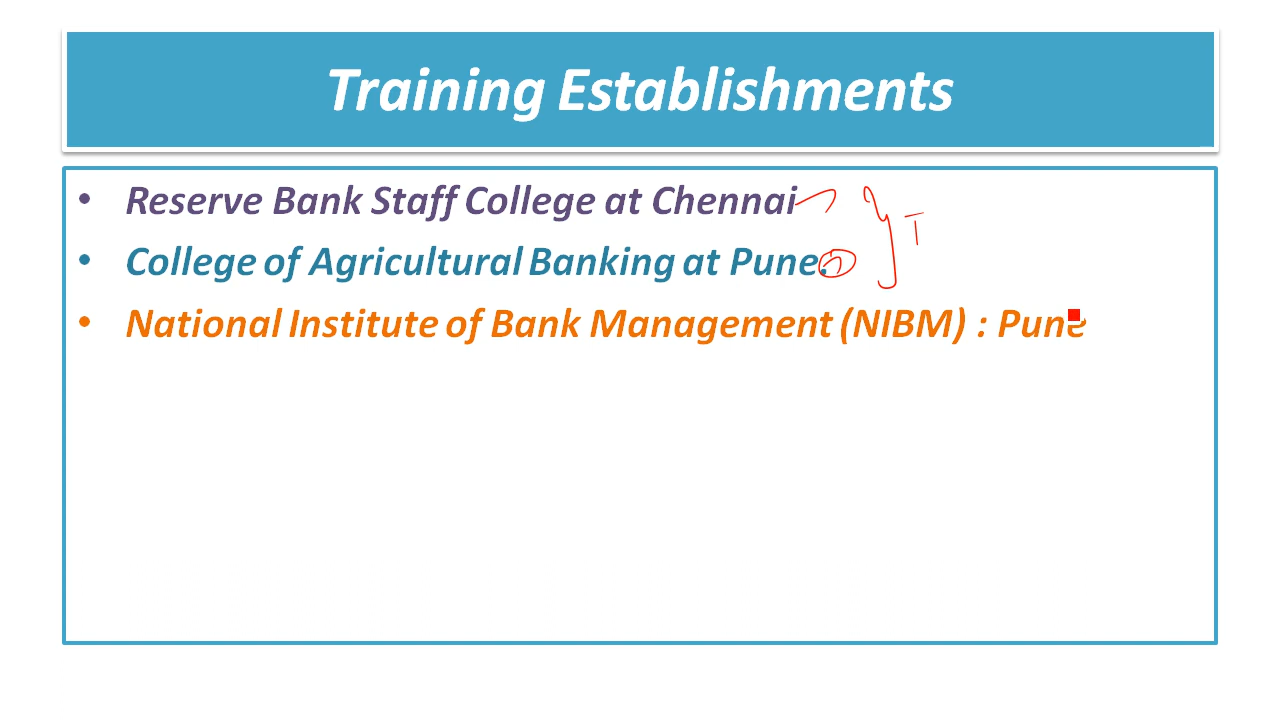 Training Establishments
• Reserve Bank Staff College at Chennai
• College of Agricultural Banking at Pune.
• National Institute of Bank Management (NIBM) : Pune